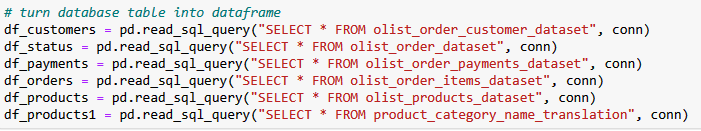 # turn database table into dataframe
df_customers = pd.read_sql_query("SELECT * FROM olist_order_customer_dataset", conn)
df_status = pd.read_sql_query("SELECT * FROM olist_order_dataset", conn)
df_payments = pd.read_sql_query("SELECT * FROM olist_order_payments_dataset", conn)
df_orders = pd.read_sql_query("SELECT * FROM olist_order_items_dataset", conn)
df_products = pd.read_sql_query("SELECT * FROM olist_products_dataset", conn)
df_products1 = pd.read_sql_query("SELECT * FROM product_category_name_translation", conn)